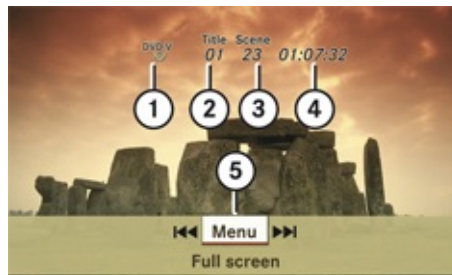 Title Scene
DVD-V 01 23 01:07:32
1 2 3 4
5
Menu
Full screen